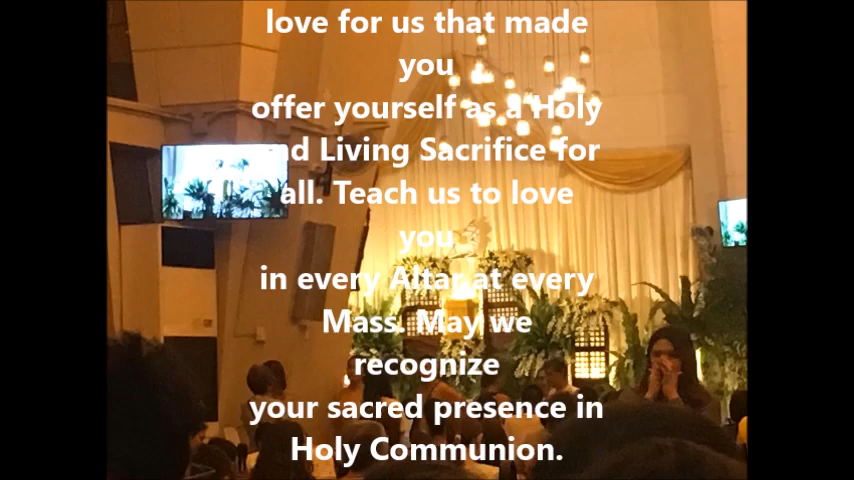 love for us that made
you
offer yourself as a Holy
and Living Sacrifice for
all. Teach us to love
you
in every Altar at every
Mass. May we
recognize
your sacred presence in
Holy Communion.